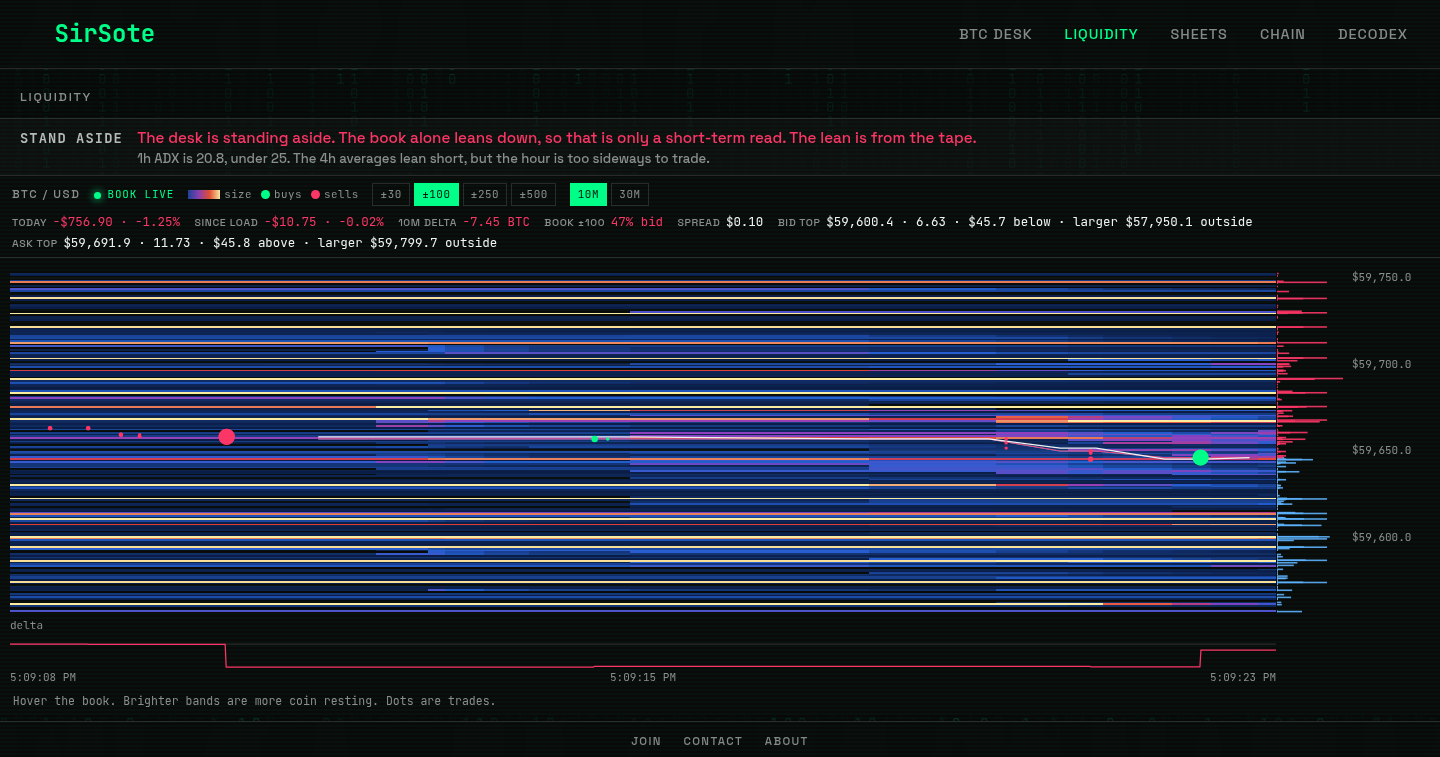 SirSote
BTC DESK LIQUIDITY SHEETS CHAIN DECODEX
LIQUIDITY
STAND ASIDE The desk is standing aside. The book alone leans down, so that is only a short-term read. The lean is from the tape.
1h ADX is 20.8, under 25. The 4h averages lean short, but the hour is too sideways to trade.
BTC / USD BOOK LIVE size buys sells ±30 ±100 ±250 ±500 10M 30M
TODAY -$756.90 · -1.25% SINCE LOAD -$10.75 · -0.02% 10M DELTA -7.45 BTC BOOK ±100 47% bid SPREAD $0.10 BID TOP $59,600.4 · 6.63 · $45.7 below · larger $57,950.1 outside
ASK TOP $59,691.9 · 11.73 · $45.8 above · larger $59,799.7 outside
$59,750.0
$59,700.0
$59,650.0
$59,600.0
delta
5:09:08 PM 5:09:15 PM 5:09:23 PM
Hover the book. Brighter bands are more coin resting. Dots are trades.
JOIN CONTACT ABOUT